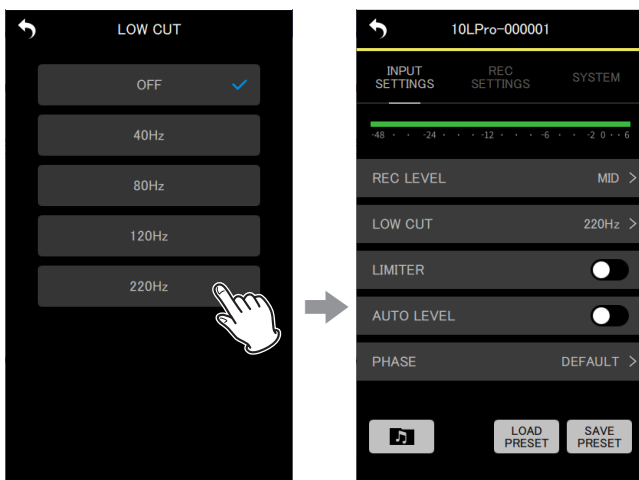 LOW CUT
OFF
40Hz
80Hz
120Hz
220Hz
10LPro-000001
INPUT SETTINGS
REC SETTINGS
SYSTEM
-48 · · -24 · · · -12 · · · -6 · · -2 0 · · 6
REC LEVEL MID >
LOW CUT 220Hz >
LIMITER
AUTO LEVEL
PHASE DEFAULT >
LOAD PRESET
SAVE PRESET